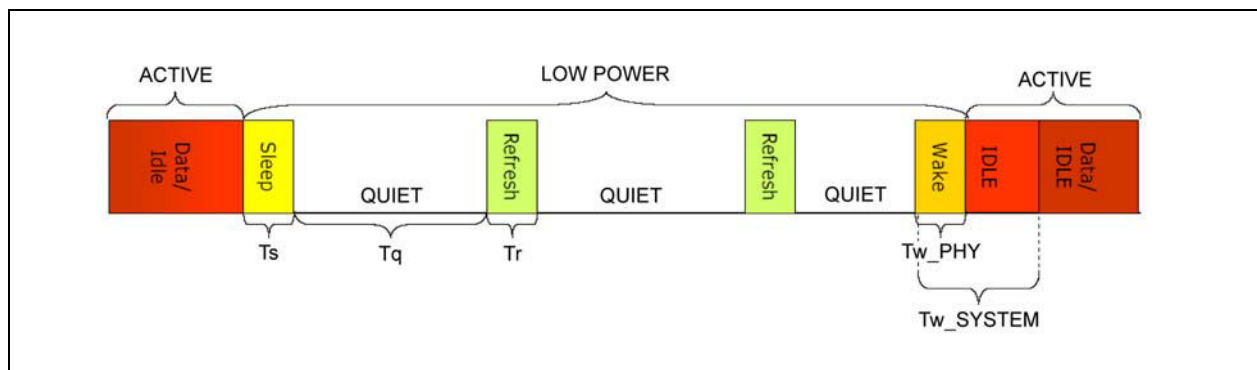 ACTIVE
LOW POWER
ACTIVE
Data/
Idle
Sleep
QUIET
Refresh
QUIET
Refresh
QUIET
Wake
IDLE
Data/
IDLE
Ts
Tq
Tr
Tw_PHY
Tw_SYSTEM